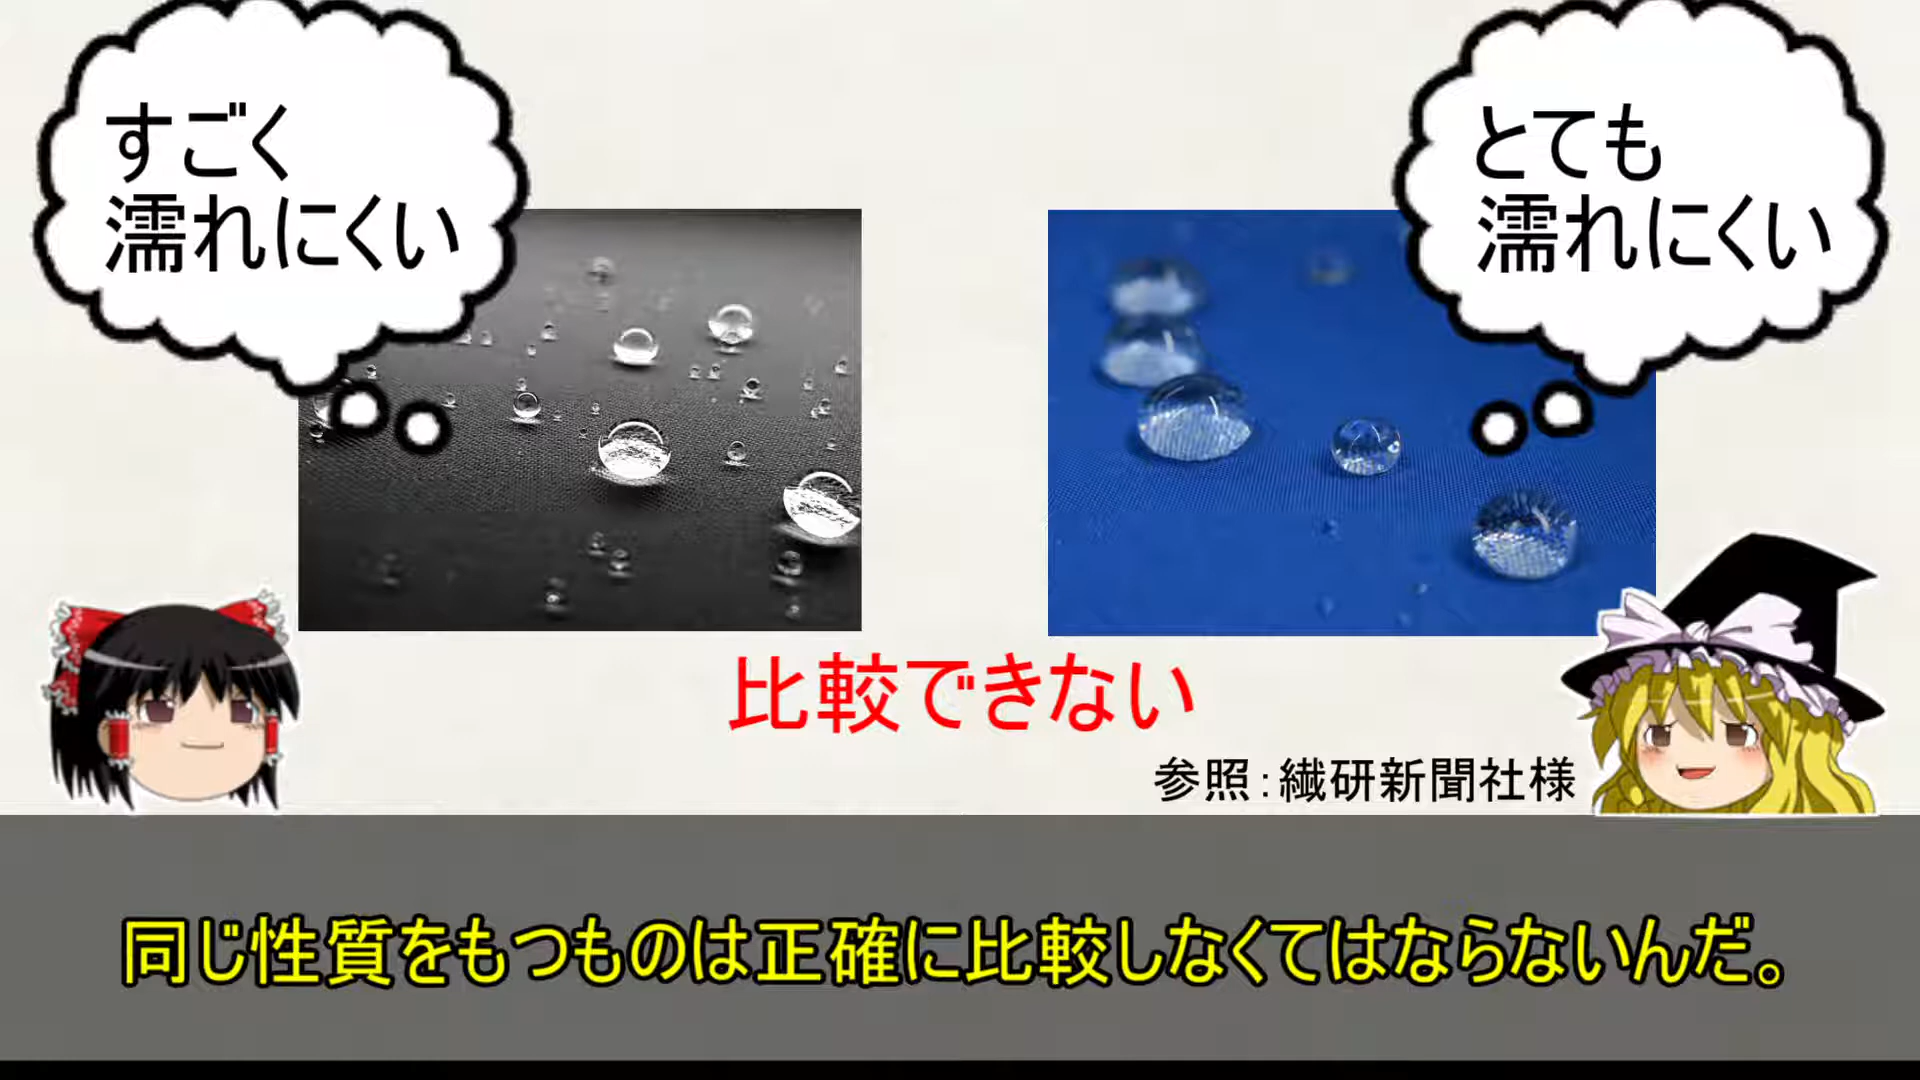 すごく
濡れにくい
とても
濡れにくい
比較できない
参照：繊研新聞社様
同じ性質をもつものは正確に比較しなくてはならないんだ。